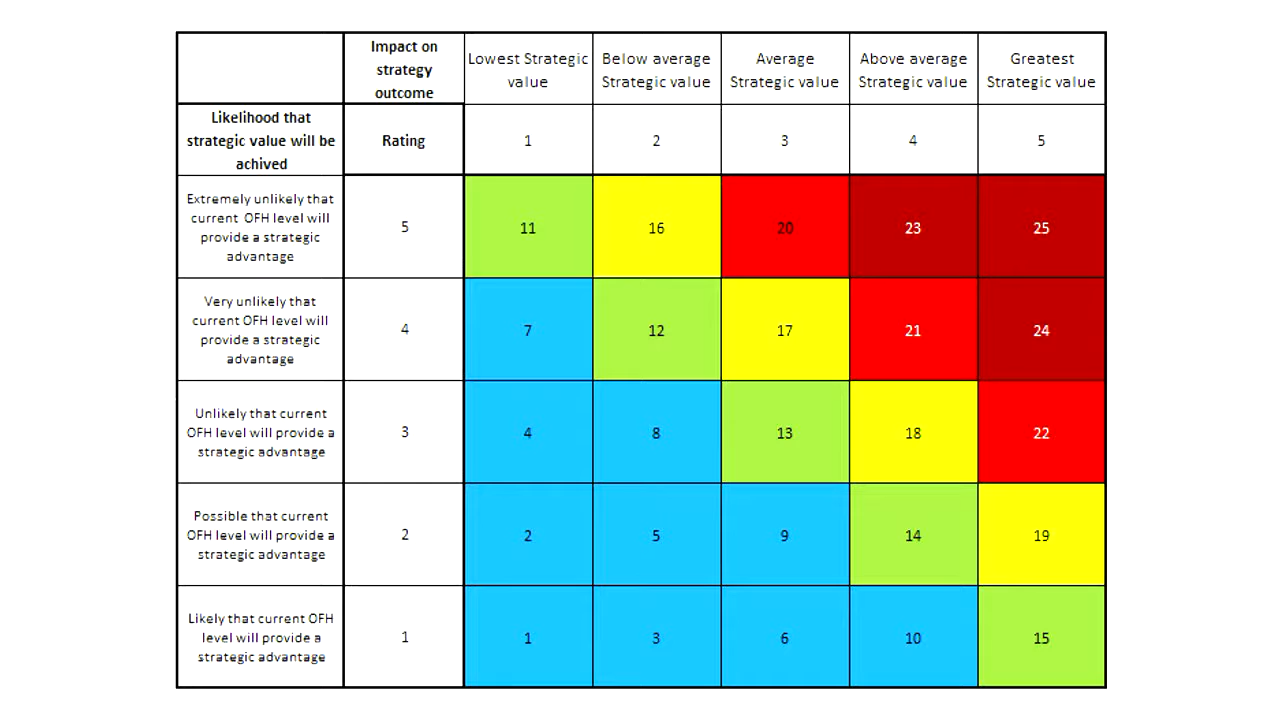 Impact on
strategy
outcome
Lowest Strategic
value
Below average
Strategic value
Average
Strategic value
Above average
Strategic value
Greatest
Strategic value
Likelihood that
strategic value will be
achived
Rating
1
2
3
4
5
Extremely unlikely that
current OFH level will
provide a strategic
advantage
5
11
16
20
23
25
Very unlikely that
current OFH level will
provide a strategic
advantage
4
7
12
17
21
24
Unlikely that current
OFH level will provide a
strategic advantage
3
4
8
13
18
22
Possible that current
OFH level will provide a
strategic advantage
2
2
5
9
14
19
Likely that current OFH
level will provide a
strategic advantage
1
1
3
6
10
15